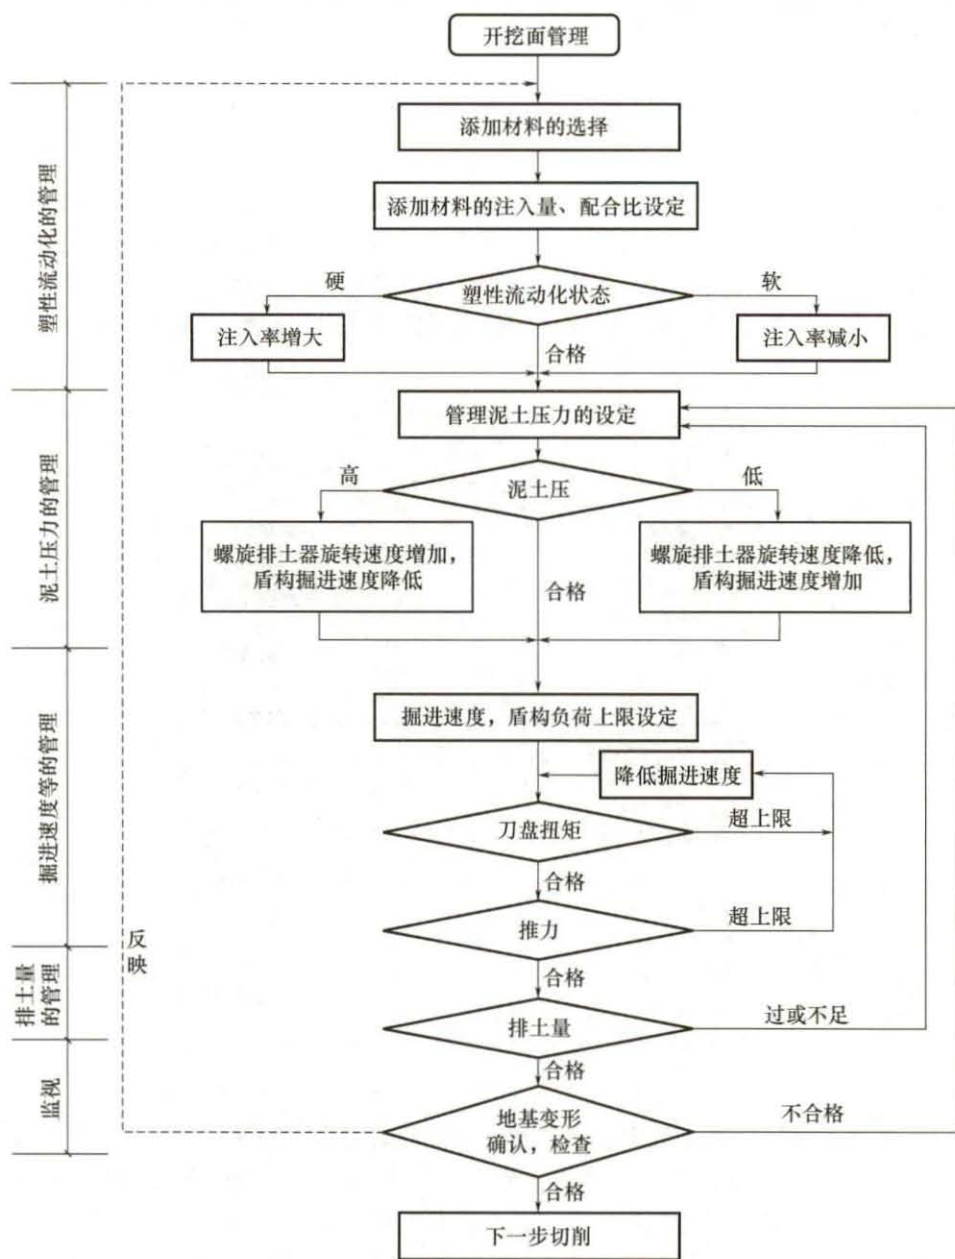 开挖面管理
添加材料的选择
添加材料的注入量、配合比设定
硬
塑性流动化状态
软
注入率增大
合格
注入率减小
塑性流动化的管理
管理泥土压力的设定
高
泥土压
低
螺旋排土器旋转速度增加，
盾构掘进速度降低
合格
螺旋排土器旋转速度降低，
盾构掘进速度增加
泥土压力的管理
掘进速度，盾构负荷上限设定
降低掘进速度
刀盘扭矩
超上限
合格
推力
超上限
掘进速度等的管理
反
映
合格
排土量
过或不足
排土量
的管理
合格
地基变形
确认，检查
不合格
监视
合格
下一步切削